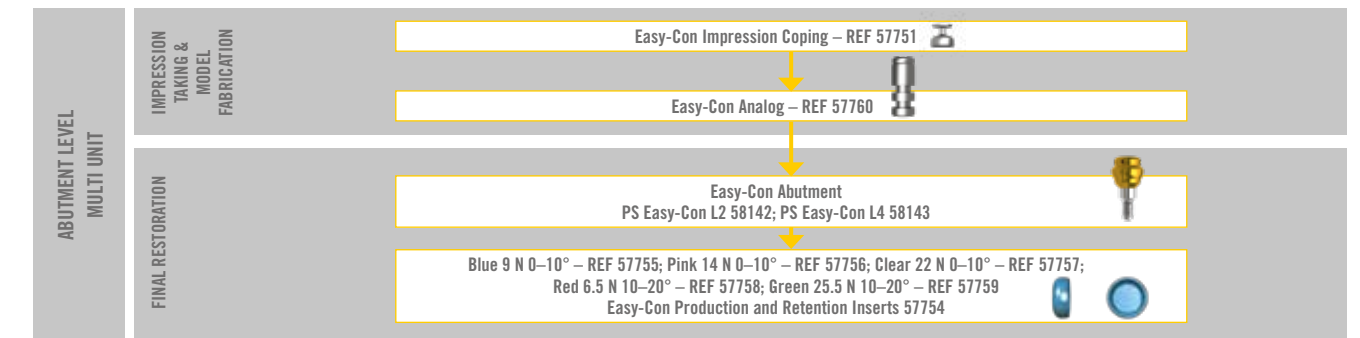 ABUTMENT LEVEL
MULTI UNIT
IMPRESSION
TAKING &
MODEL
FABRICATION
Easy-Con Impression Coping – REF 57751
Easy-Con Analog – REF 57760
FINAL RESTORATION
Easy-Con Abutment
PS Easy-Con L2 58142; PS Easy-Con L4 58143
Blue 9 N 0–10° – REF 57755; Pink 14 N 0–10° – REF 57756; Clear 22 N 0–10° – REF 57757;
Red 6.5 N 10–20° – REF 57758; Green 25.5 N 10–20° – REF 57759
Easy-Con Production and Retention Inserts 57754